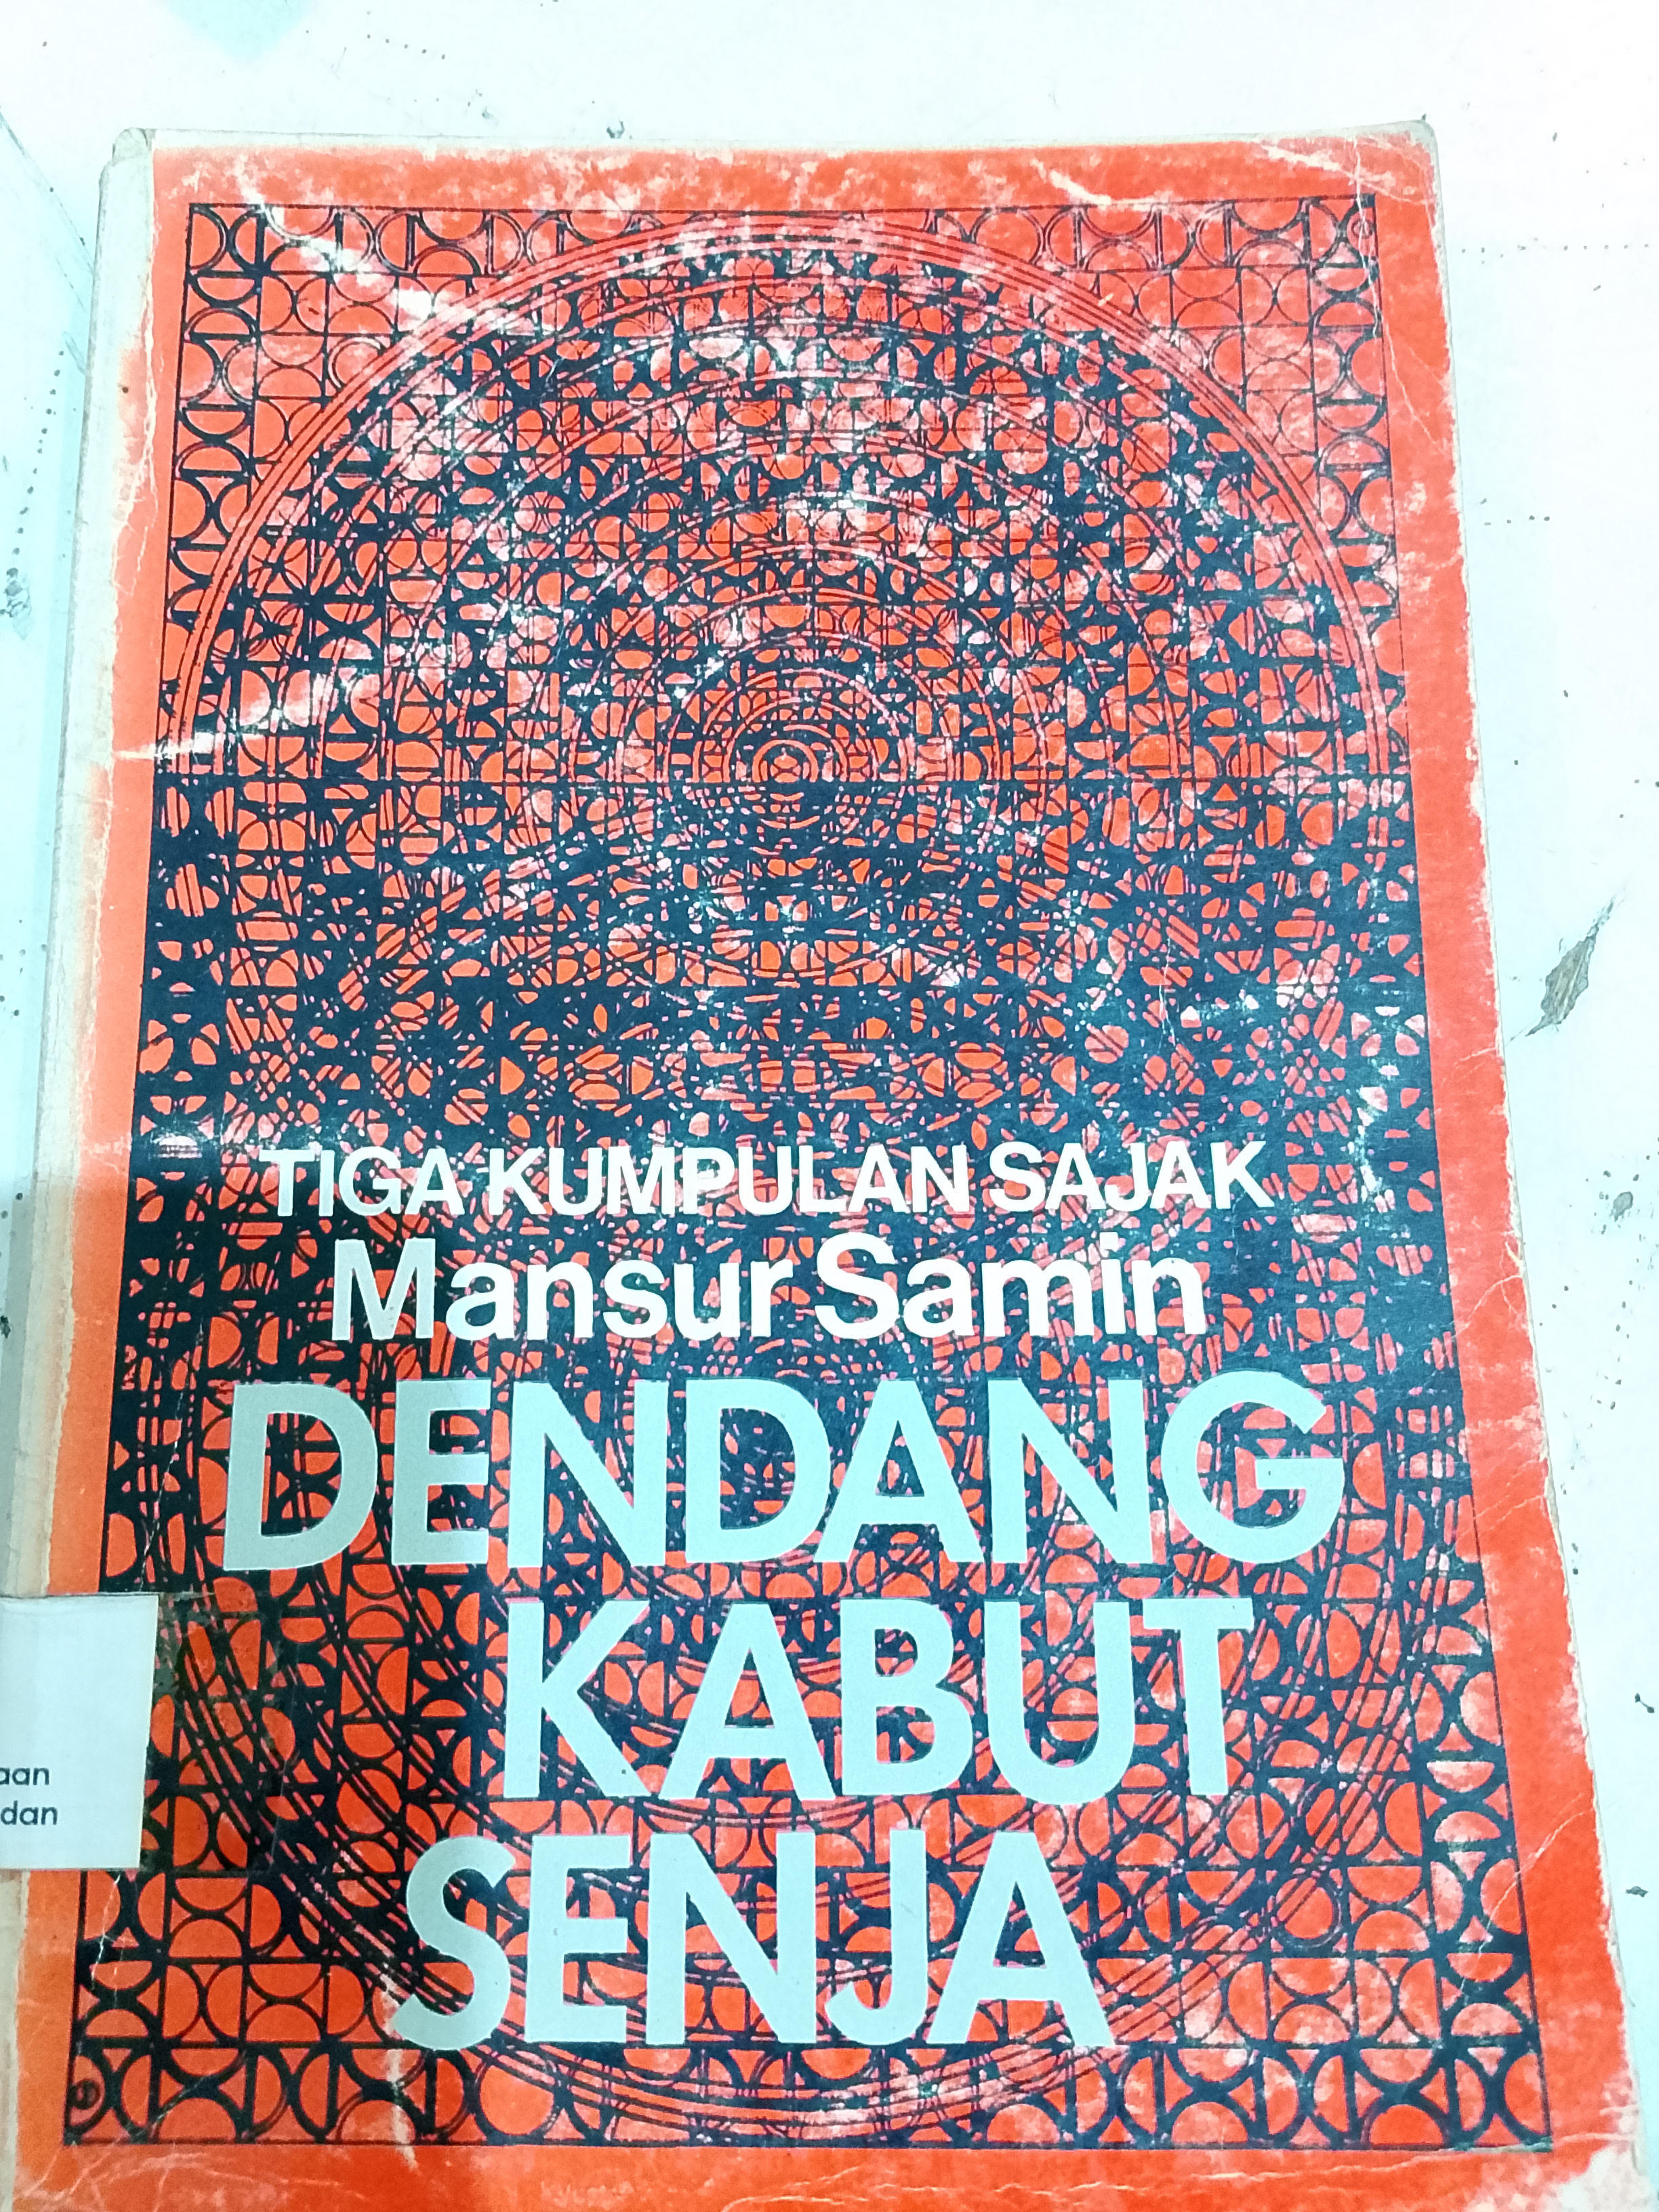 TIGA KUMPULAN SAJAK
Mansur Samin
DENDANG
KABUT
SENJA
aan
dan